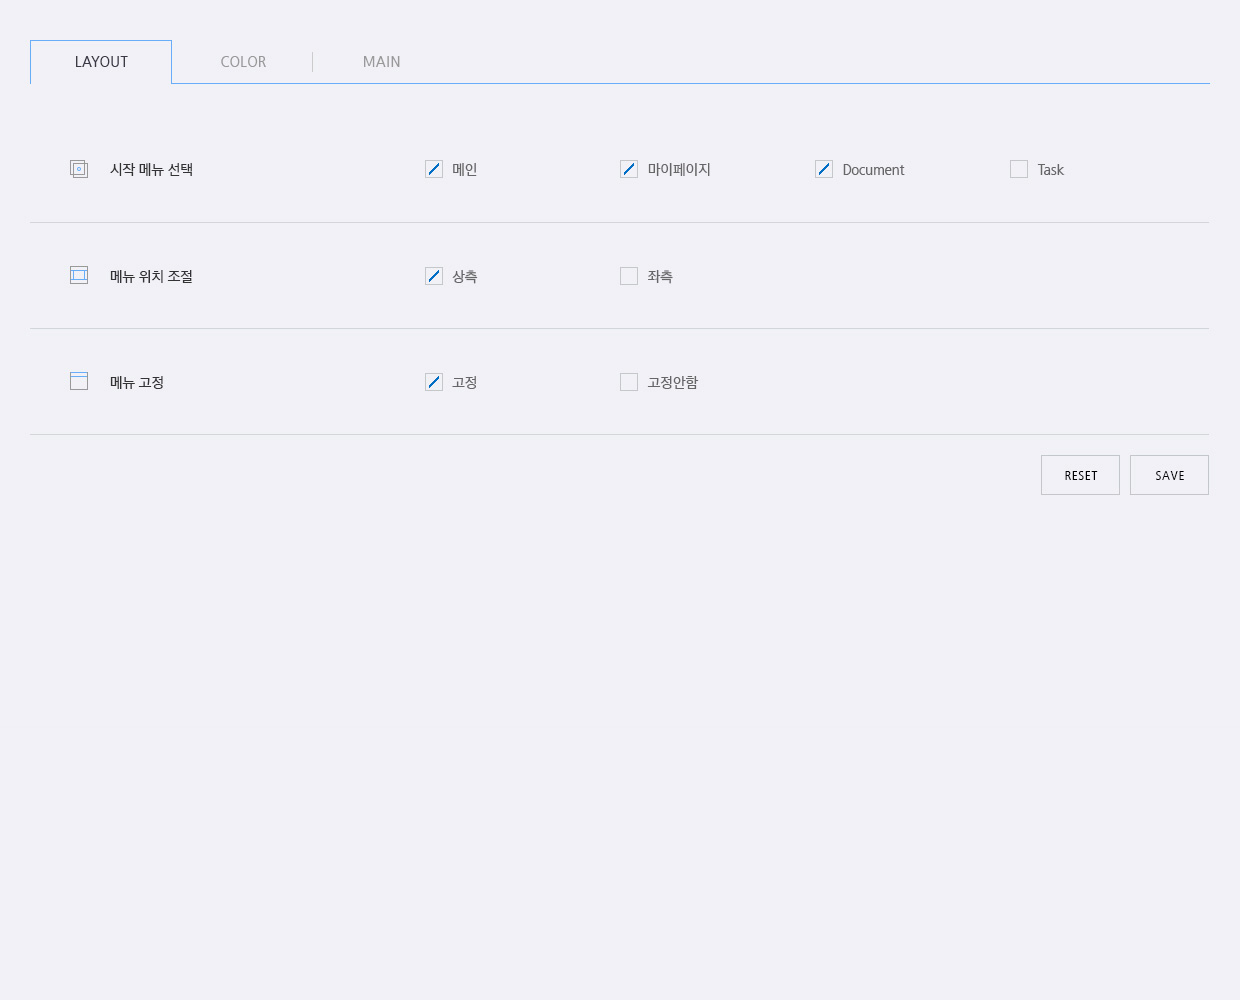 LAYOUT COLOR MAIN
시작 메뉴 선택 메인 마이페이지 Document Task
메뉴 위치 조절 상측 좌측
메뉴 고정 고정 고정안함
RESET SAVE